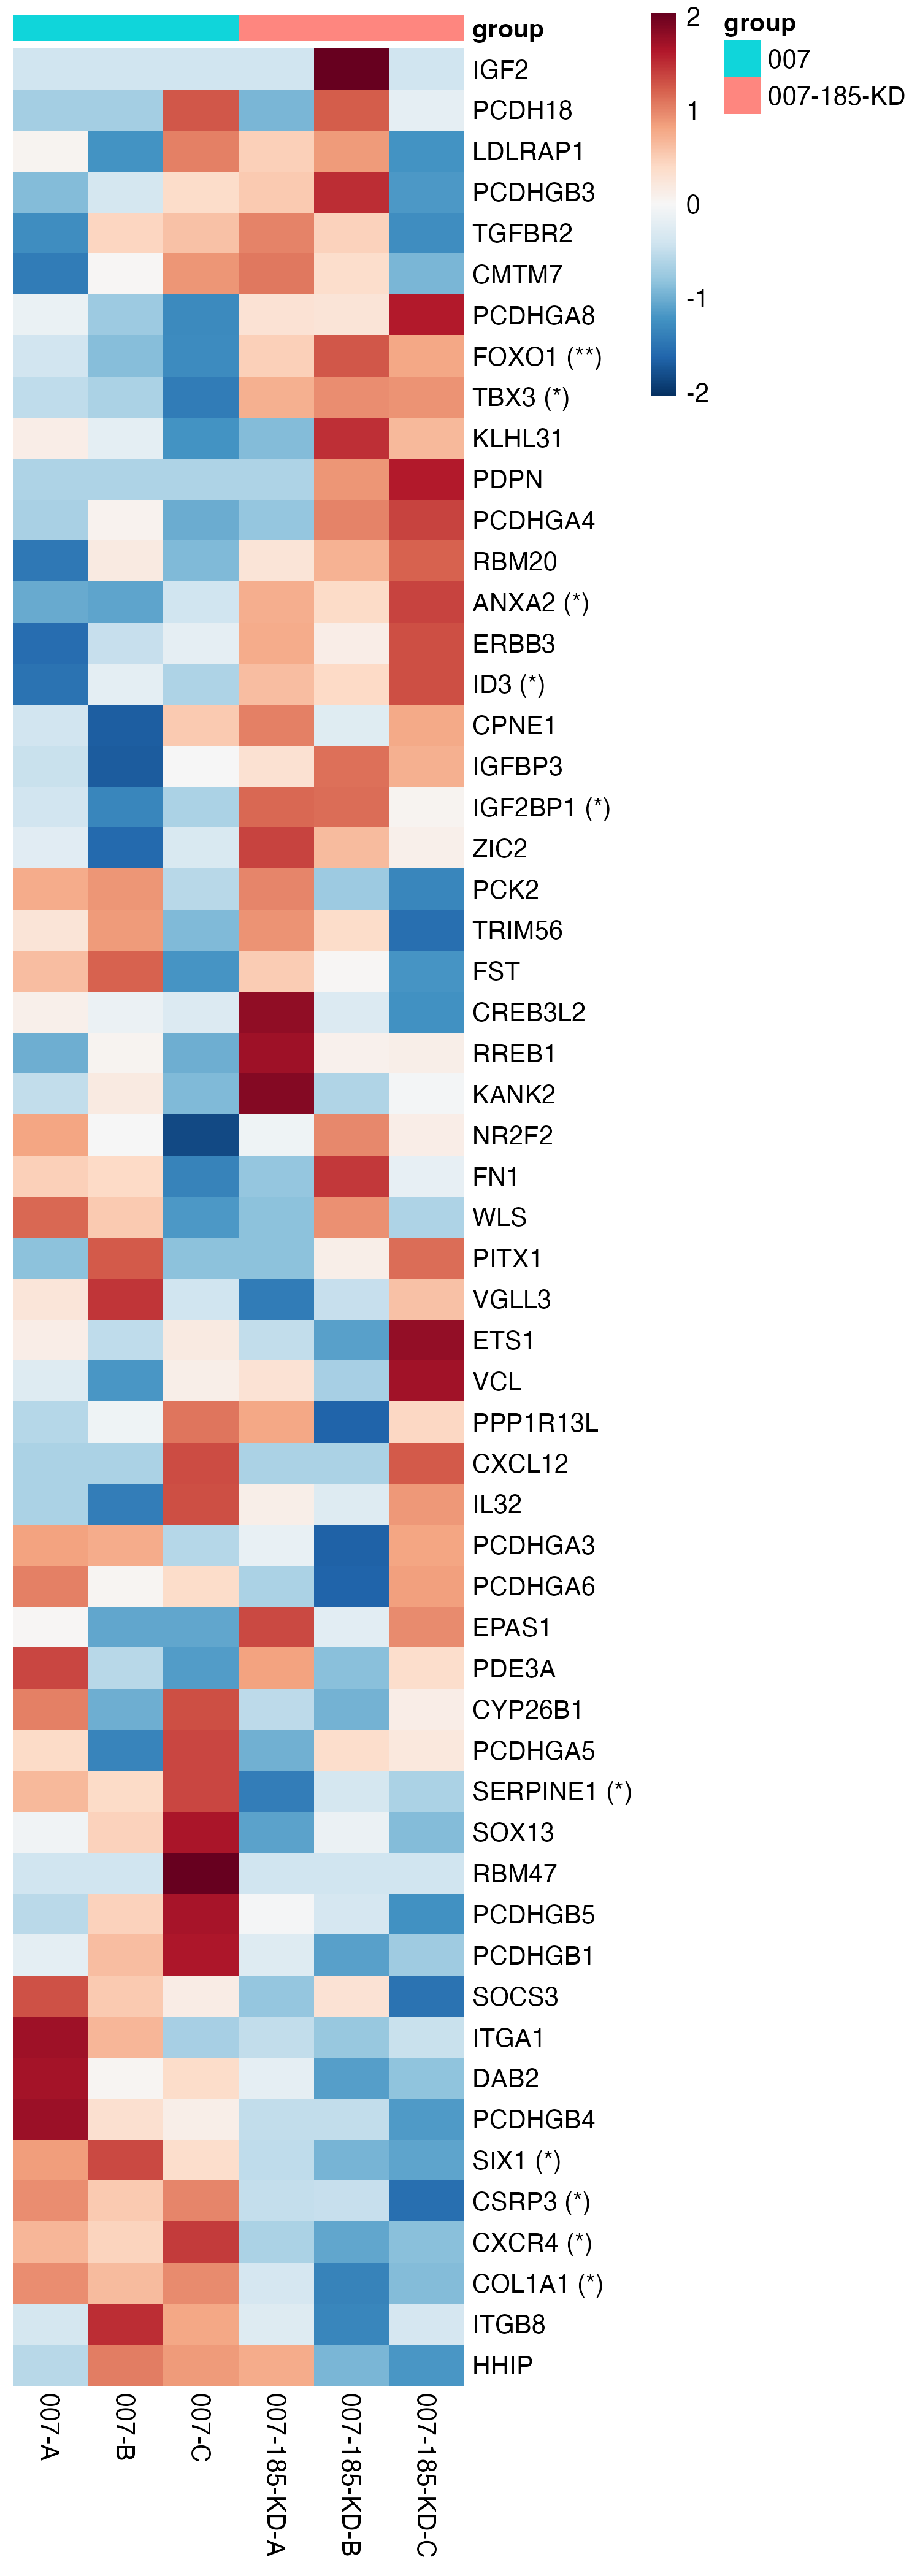 group
IGF2
PCDH18
LDLRAP1
PCDHGB3
TGFBR2
CMTM7
PCDHGA8
FOXO1 (**)
TBX3 (*)
KLHL31
PDPN
PCDHGA4
RBM20
ANXA2 (*)
ERBB3
ID3 (*)
CPNE1
IGFBP3
IGF2BP1 (*)
ZIC2
PCK2
TRIM56
FST
CREB3L2
RREB1
KANK2
NR2F2
FN1
WLS
PITX1
VGLL3
ETS1
VCL
PPP1R13L
CXCL12
IL32
PCDHGA3
PCDHGA6
EPAS1
PDE3A
CYP26B1
PCDHGA5
SERPINE1 (*)
SOX13
RBM47
PCDHGB5
PCDHGB1
SOCS3
ITGA1
DAB2
PCDHGB4
SIX1 (*)
CSRP3 (*)
CXCR4 (*)
COL1A1 (*)
ITGB8
HHIP
007-A
007-B
007-C
007-185-KD-A
007-185-KD-B
007-185-KD-C
2
1
0
-1
-2
group
007
007-185-KD